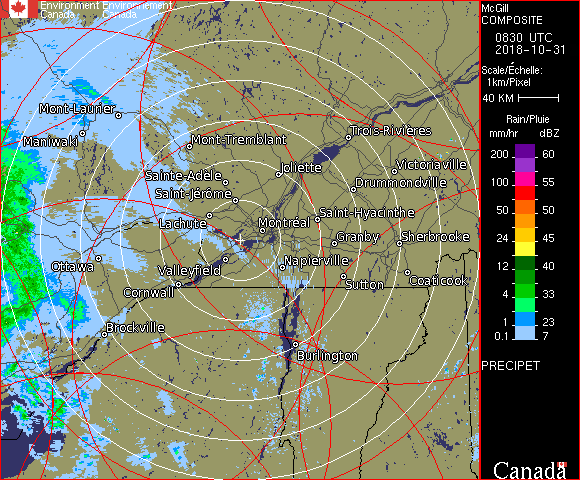 Environment Environnement
Canada Canada
McGill
COMPOSITE
0830 UTC
2018-10-31
Scale/Échelle:
1km/Pixel
40 KM
Rain/Pluie
mm/hr dBZ
200 60
100 55
50 50
24 45
12 40
4 33
1 23
0.1 7
PRECIPET
Canada
Mont-Laurier
Maniwaki
Mont-Tremblant
Trois-Rivières
Sainte-Adèle
Joliette
Victoriaville
Saint-Jérôme
Drummondville
Lachute
Saint-Hyacinthe
Montréal
Granby
Sherbrooke
Ottawa
Valleyfield
Napierville
Cornwall
Sutton
Coaticook
Brockville
Burlington